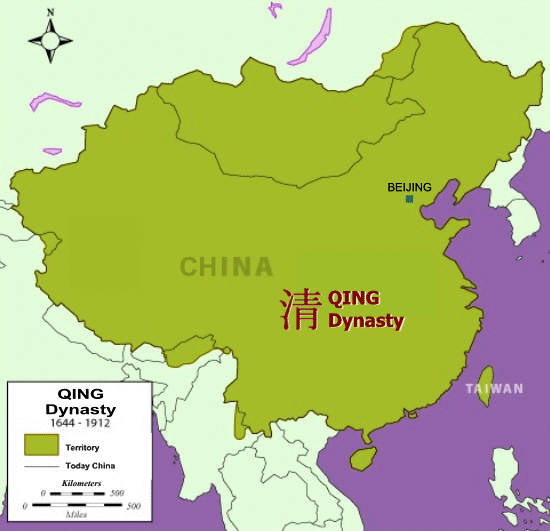 N
BEIJING
CHINA
清 QING
Dynasty
TAIWAN
QING
Dynasty
1644 - 1912
Territory
Today China
Kilometers
0 500
0 500
Miles